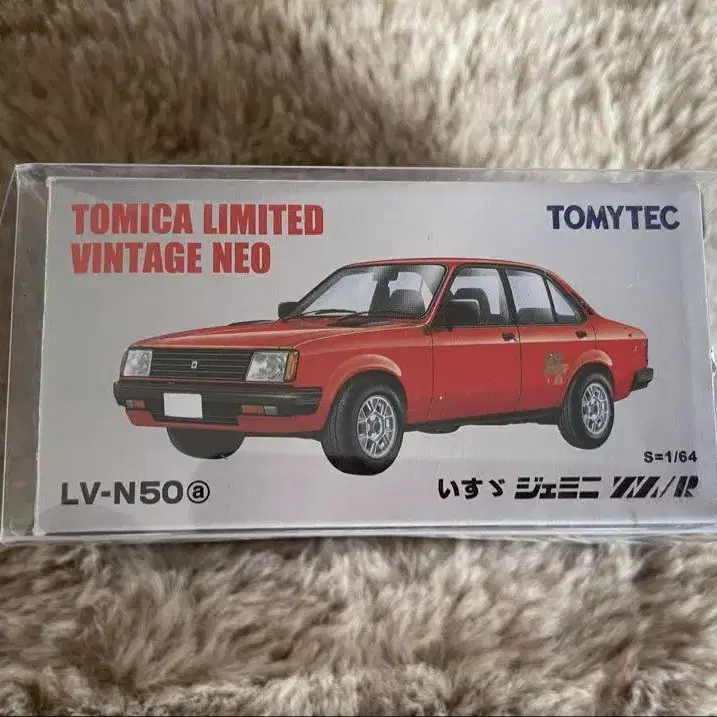 TOMICA LIMITED
VINTAGE NEO
TOMYTEC
S=1/64
LV-N50ⓐ
いすゞ ジェミニ ZZ/R